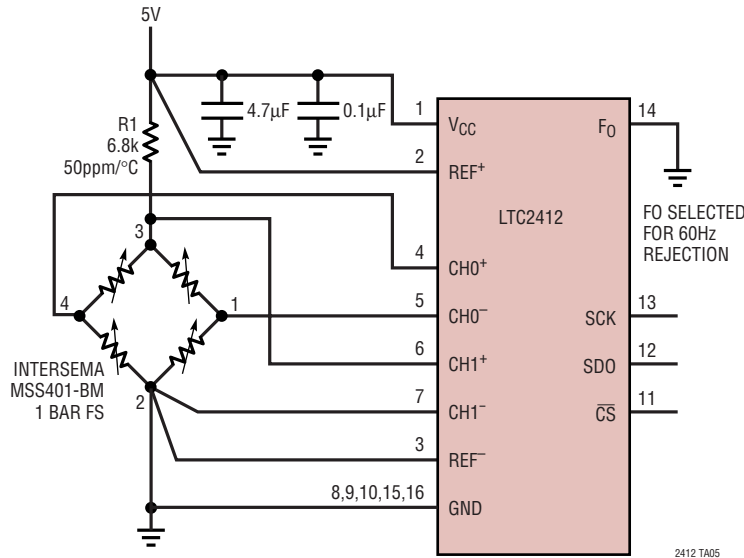 5V
4.7µF
0.1µF
R1
6.8k
50ppm/°C
1
2
4
5
6
7
3
8,9,10,15,16
VCC
REF+
CH0+
CH0–
CH1+
CH1–
REF–
GND
LTC2412
FO
SCK
SDO
CS
14
13
12
11
FO SELECTED
FOR 60Hz
REJECTION
3
4
1
2
INTERSEMA
MSS401-BM
1 BAR FS
2412 TA05